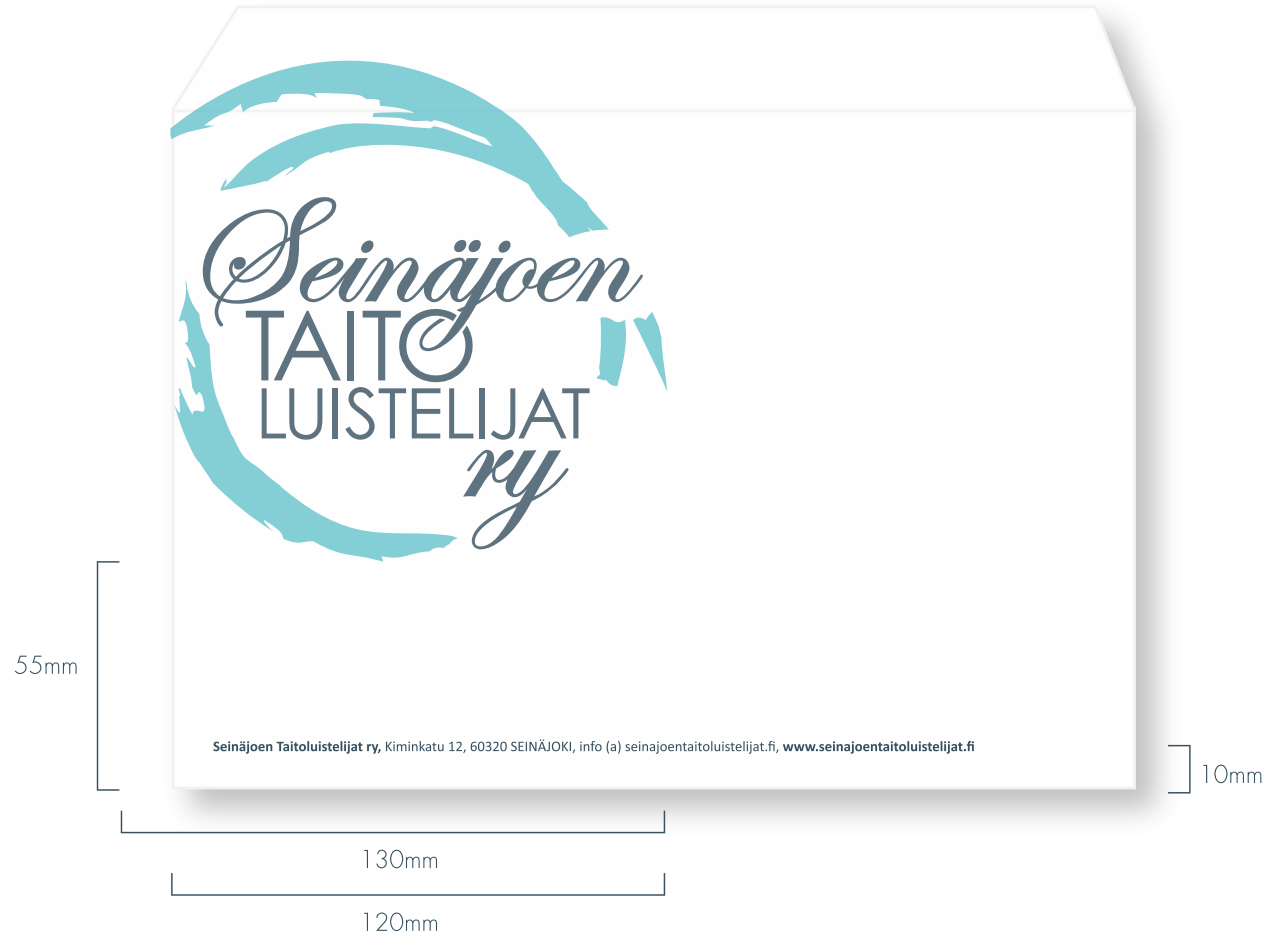 Seinäjoen
TAITO
LUISTELIJAT
ry
55mm
Seinäjoen Taitoluistelijat ry, Kiminkatu 12, 60320 SEINÄJOKI, info (a) seinajoentaitoluistelijat.fi, www.seinajoentaitoluistelijat.fi
10mm
130mm
120mm